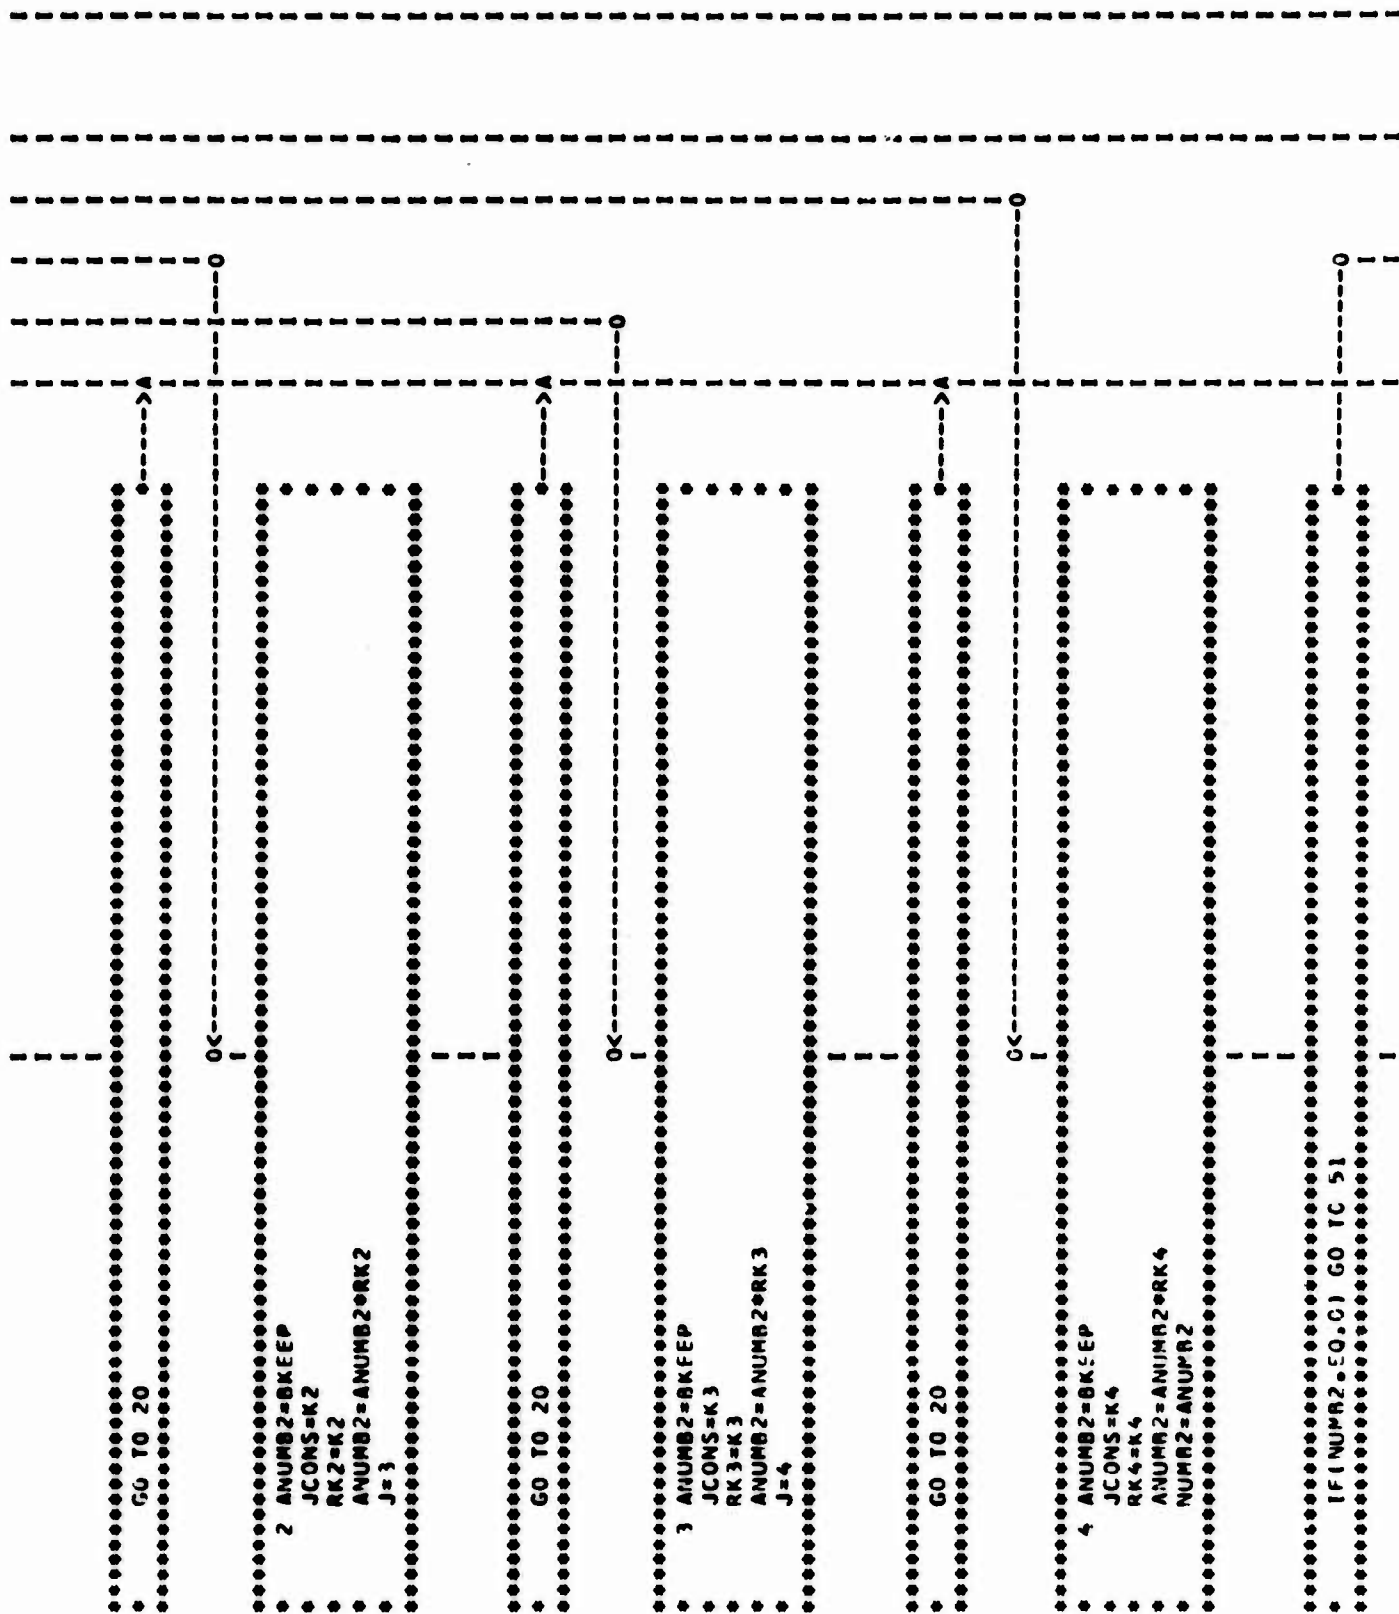 GO TO 20
2 ANUMB2=BKEEP
JCONS=K2
RK2=K2
ANUMB2=ANUMB2*RK2
J=3
GO TO 20
3 ANUMB2=BKEEP
JCONS=K3
RK3=K3
ANUMB2=ANUMB2*RK3
J=4
GO TO 20
4 ANUMB2=BKEEP
JCONS=K4
RK4=K4
ANUMB2=ANUMB2*RK4
NUMB2=ANUMB2
IF(NUMB2.EQ.0) GO TO 51